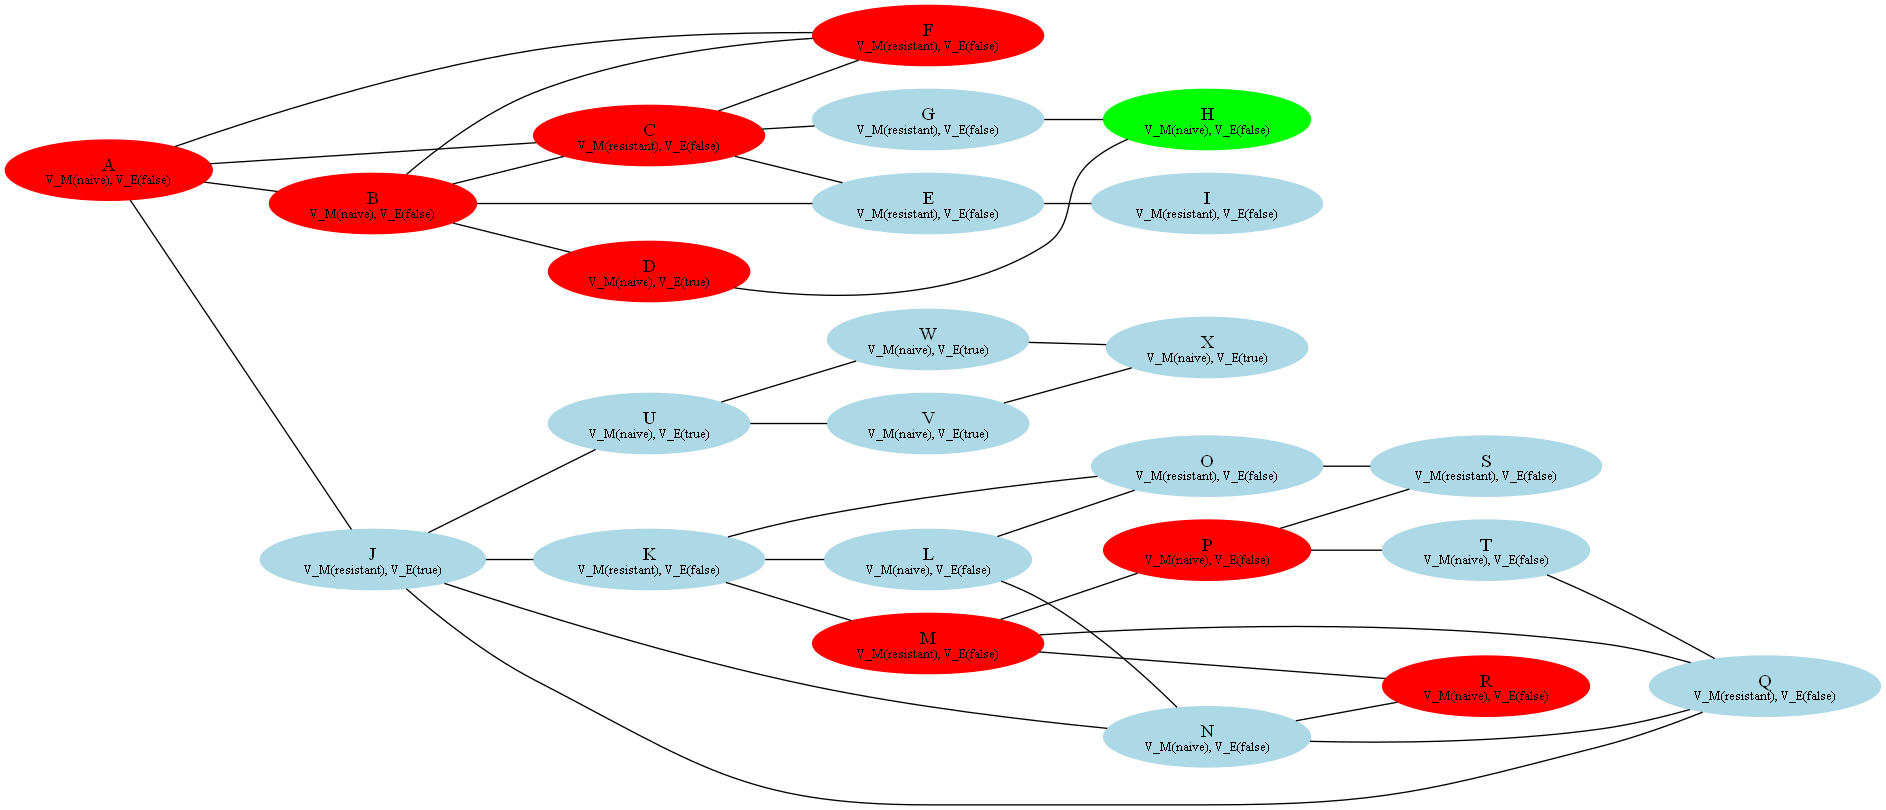 F
V_M(resistant), V_E(false)
G
V_M(resistant), V_E(false)
H
V_M(naive), V_E(false)
C
V_M(resistant), V_E(false)
A
V_M(naive), V_E(false)
B
V_M(naive), V_E(false)
E
V_M(resistant), V_E(false)
I
V_M(resistant), V_E(false)
D
V_M(naive), V_E(true)
W
V_M(naive), V_E(true)
X
V_M(naive), V_E(true)
U
V_M(naive), V_E(true)
V
V_M(naive), V_E(true)
O
V_M(resistant), V_E(false)
S
V_M(resistant), V_E(false)
J
V_M(resistant), V_E(true)
K
V_M(resistant), V_E(false)
L
V_M(naive), V_E(false)
P
V_M(naive), V_E(false)
T
V_M(naive), V_E(false)
M
V_M(resistant), V_E(false)
R
V_M(naive), V_E(false)
Q
V_M(resistant), V_E(false)
N
V_M(naive), V_E(false)